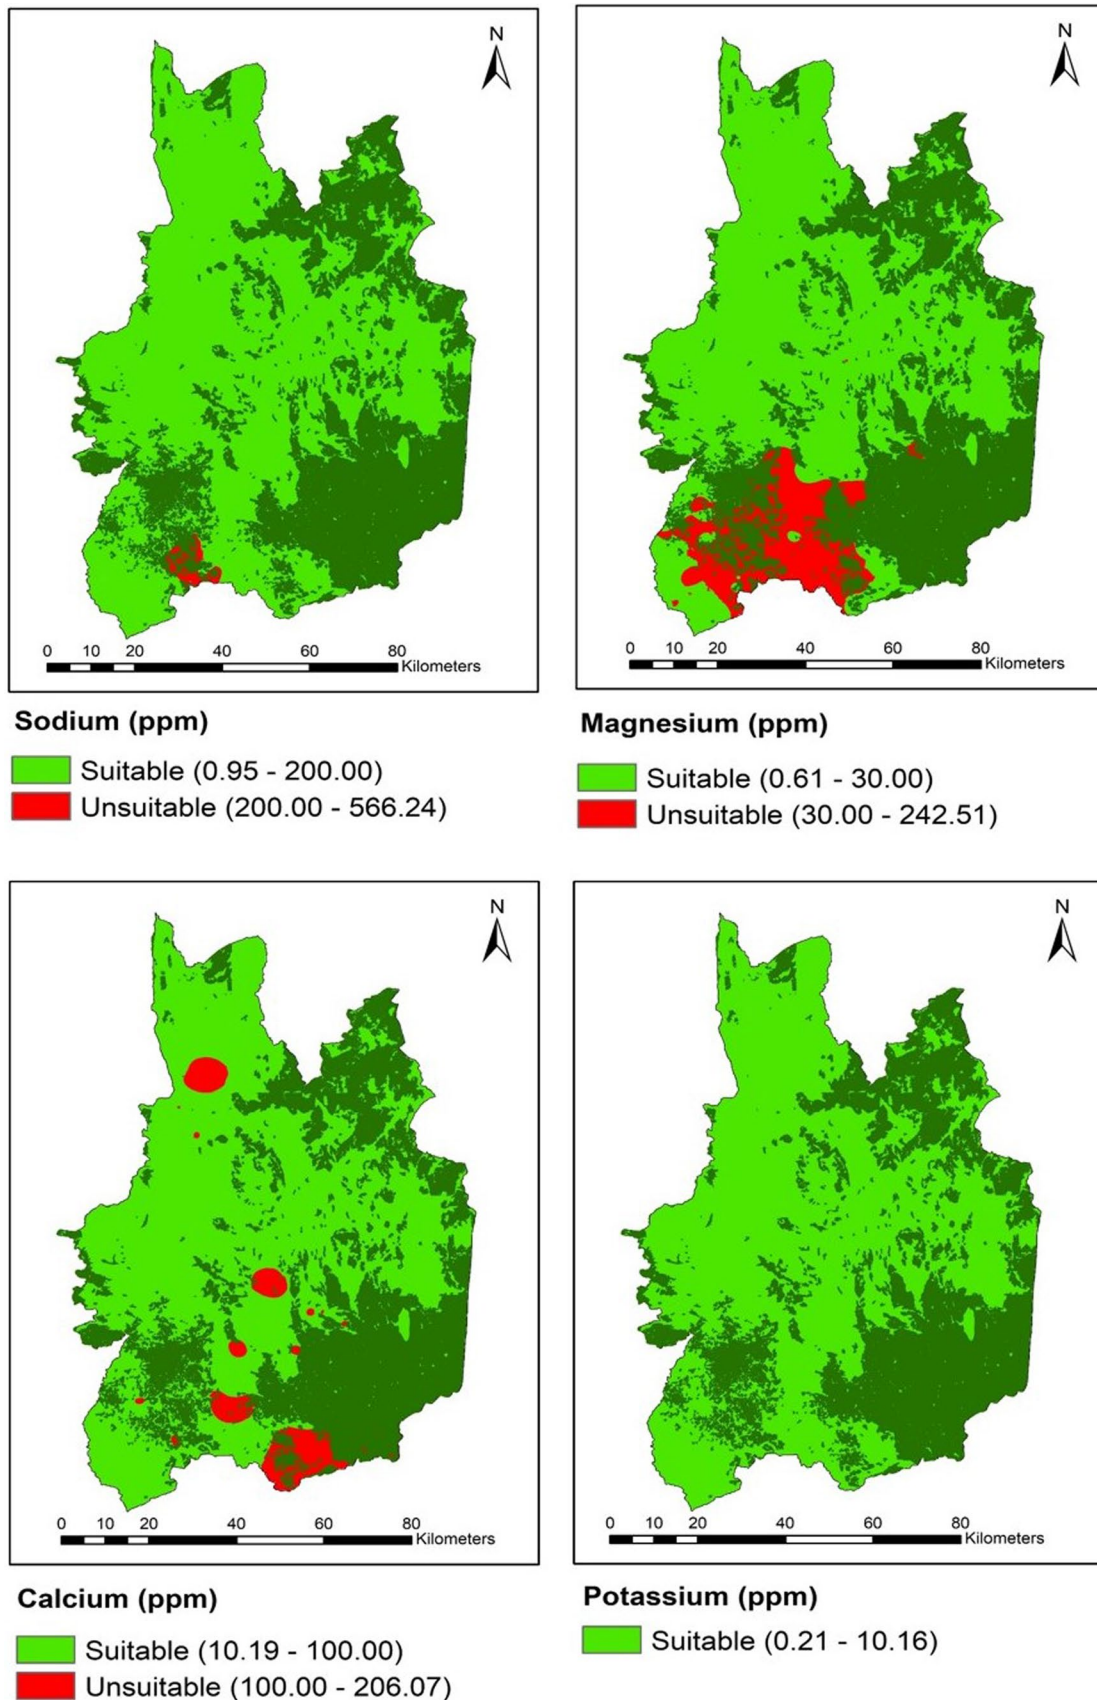 N
0 10 20 40 60 80
Kilometers
Sodium (ppm)
Suitable (0.95 - 200.00)
Unsuitable (200.00 - 566.24)
N
0 10 20 40 60 80
Kilometers
Magnesium (ppm)
Suitable (0.61 - 30.00)
Unsuitable (30.00 - 242.51)
N
0 10 20 40 60 80
Kilometers
Calcium (ppm)
Suitable (10.19 - 100.00)
Unsuitable (100.00 - 206.07)
N
0 10 20 40 60 80
Kilometers
Potassium (ppm)
Suitable (0.21 - 10.16)